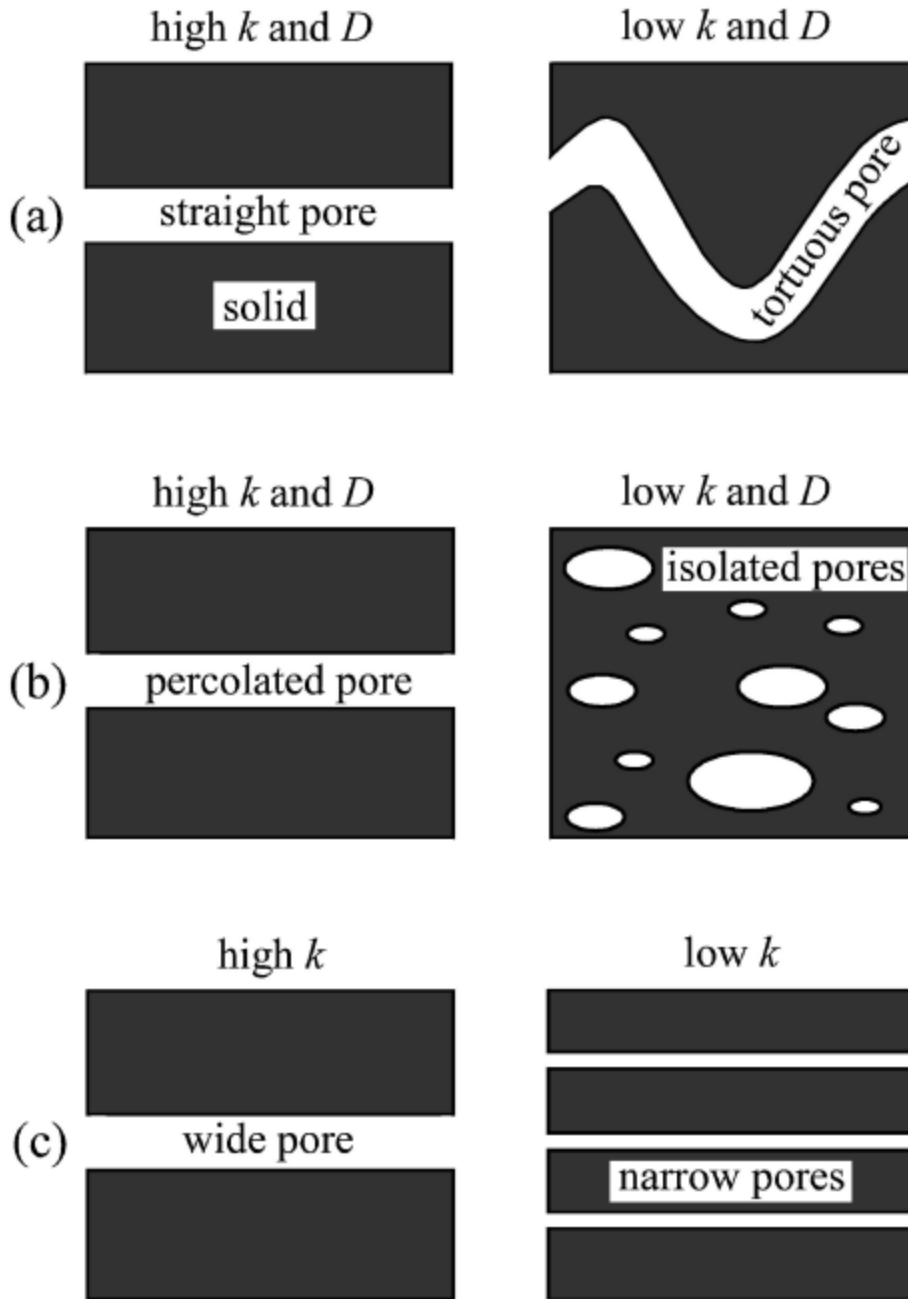 high k and D
low k and D
(a)
straight pore
solid
tortuous pore
high k and D
low k and D
(b)
percolated pore
isolated pores
high k
low k
(c)
wide pore
narrow pores